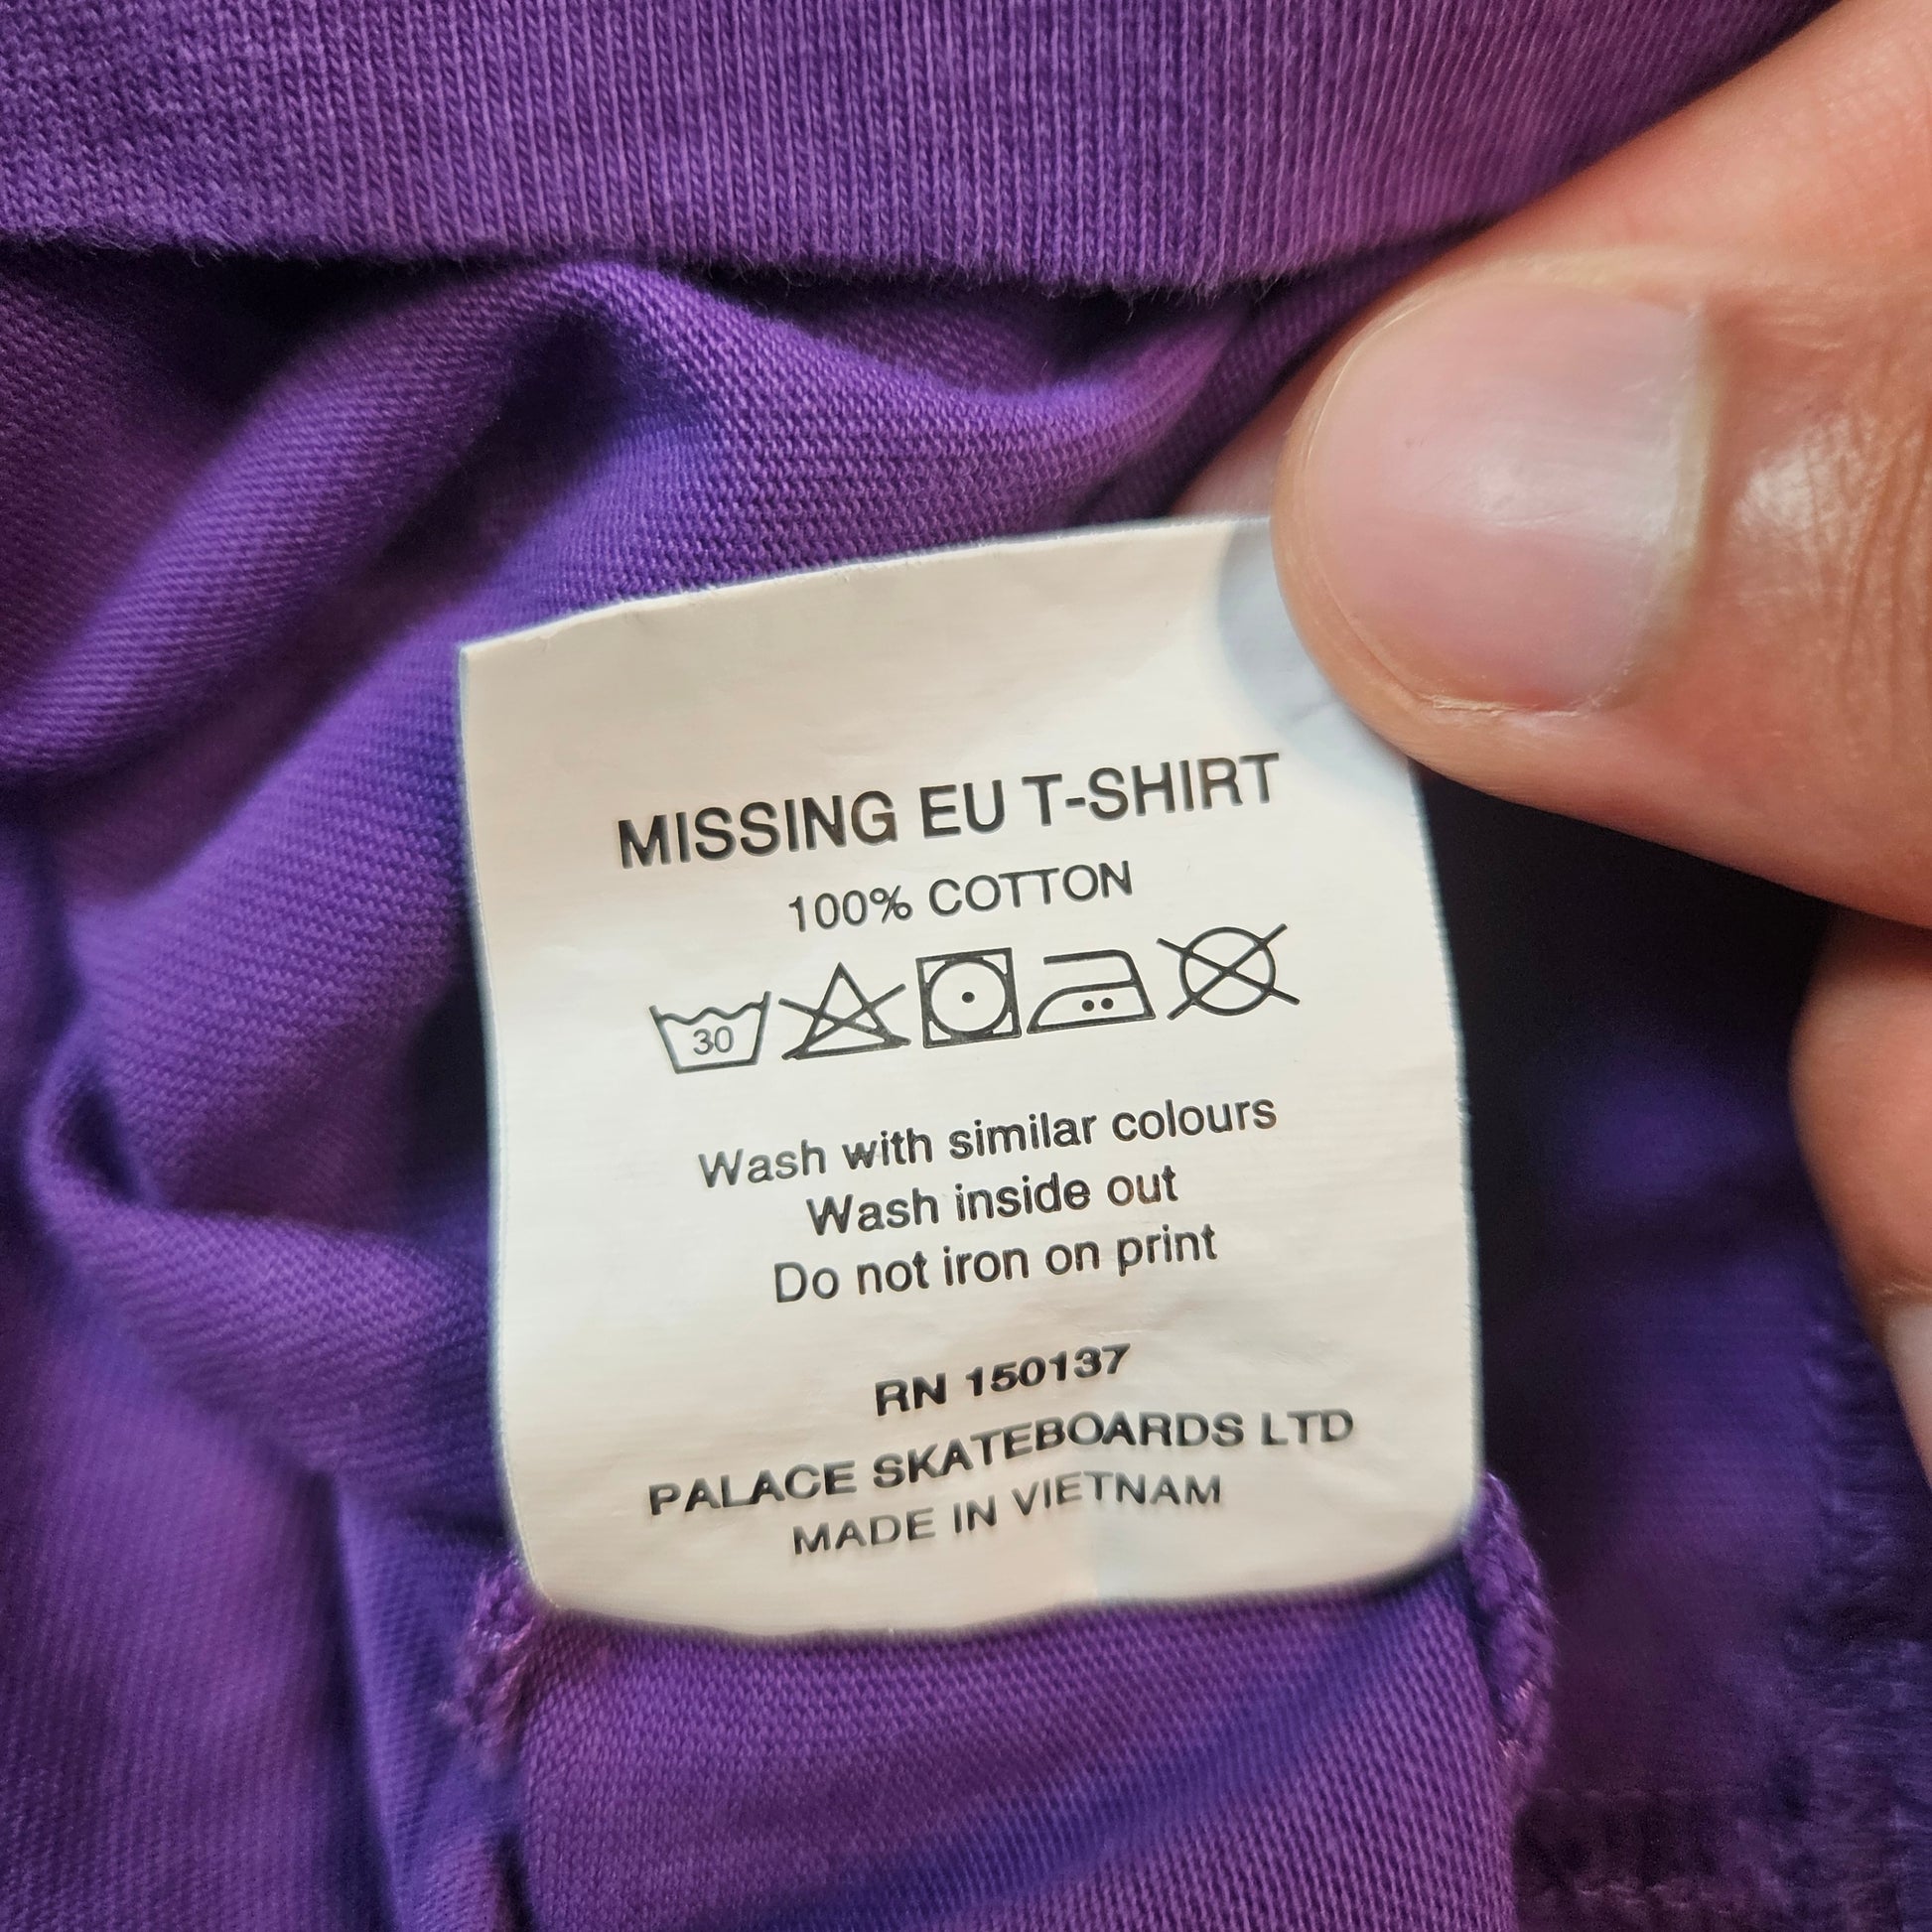 MISSING EU T-SHIRT
100% COTTON
30
Wash with similar colours
Wash inside out
Do not iron on print
RN 150137
PALACE SKATEBOARDS LTD
MADE IN VIETNAM